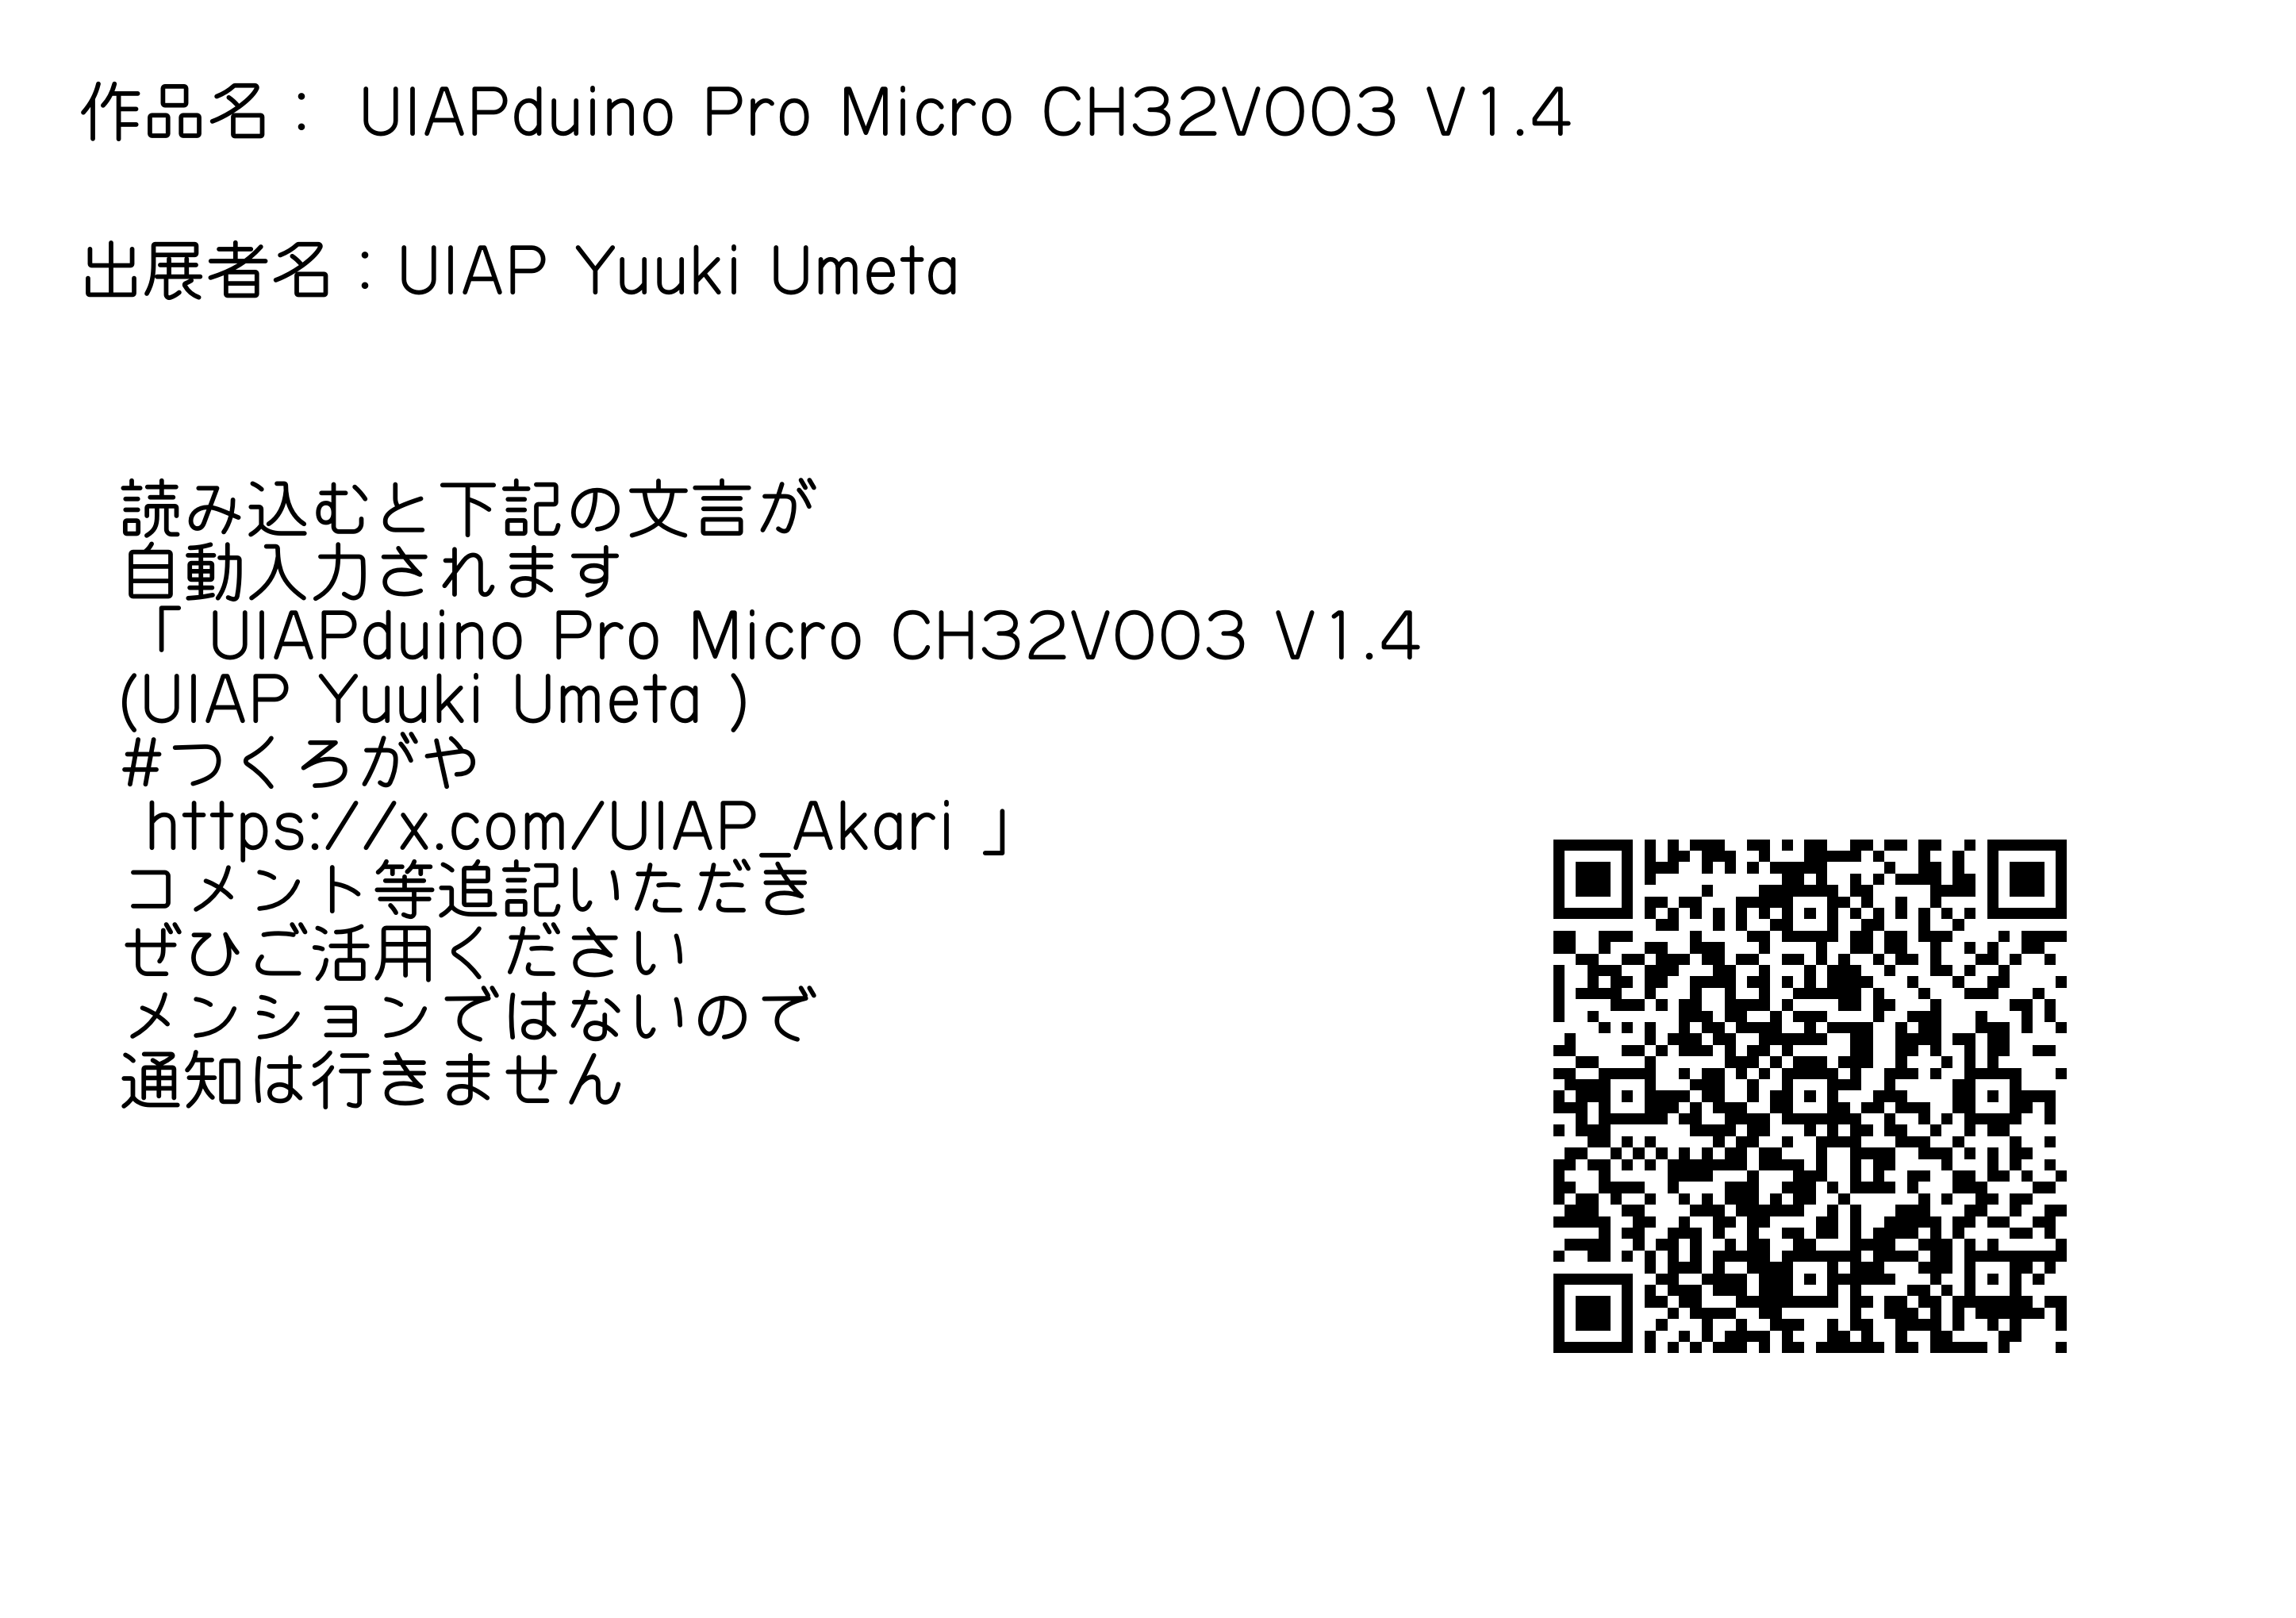 作品名： UIAPduino Pro Micro CH32V003 V1.4
出展者名：UIAP Yuuki Umeta
読み込むと下記の文言が
自動入力されます
「 UIAPduino Pro Micro CH32V003 V1.4
(UIAP Yuuki Umeta )
#つくろがや
https://x.com/UIAP_Akari 」
コメント等追記いただき
ぜひご活用ください
メンションではないので
通知は行きません